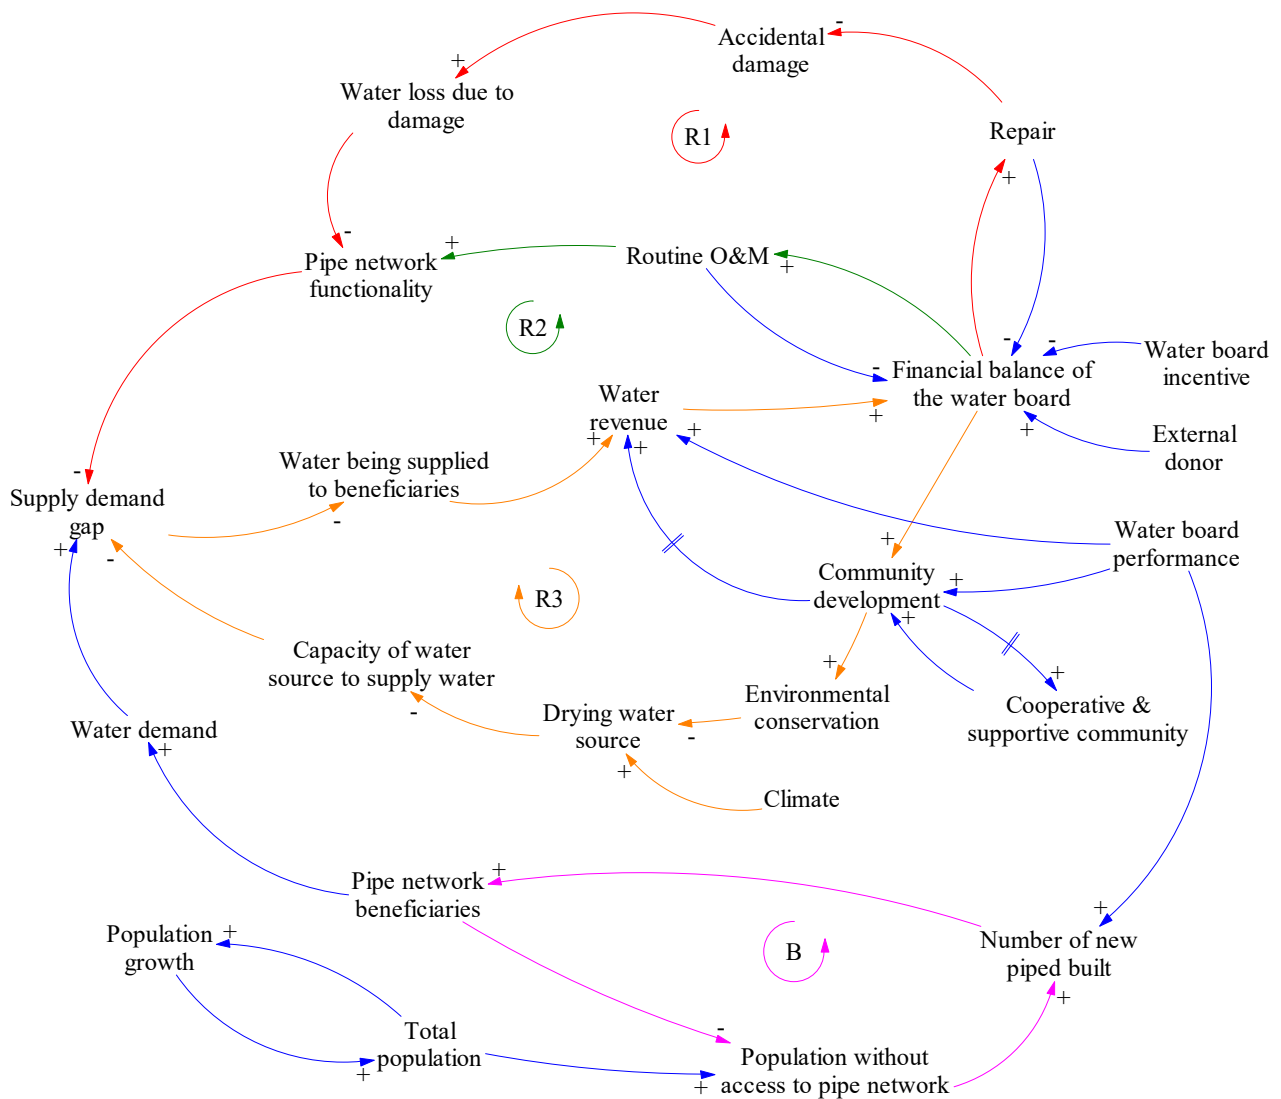 Accidental
damage
-
+
Water loss due to
damage
R1
Repair
+
-
Pipe network
functionality
+
Routine O&M
+
R2
-
-
-
Financial balance of
the water board
Water board
incentive
Water
revenue
+
+
+
+
+
External
donor
-
Supply demand
gap
+
-
Water being supplied
to beneficiaries
-
Water board
performance
+
Community
development
+
+
R3
Capacity of water
source to supply water
-
+
Environmental
conservation
+
Cooperative &
supportive community
Water demand
+
Drying water
source
-
+
Climate
Pipe network
beneficiaries
+
+
Number of new
piped built
+
Population
growth
+
B
Total
population
+
-
Population without
access to pipe network
+